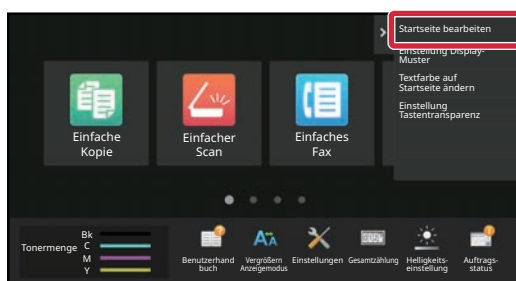 Startseite bearbeiten
Einstellung Display-
Muster
Textfarbe auf
Startseite ändern
Einstellung
Tastentransparenz
Einfache
Kopie
Einfacher
Scan
Einfaches
Fax
Tonermenge
Bk
C
M
Y
Benutzerhand
buch
Vergrößern
Anzeigemodus
Einstellungen
Gesamtzählung
Helligkeits-
einstellung
Auftrags-
status